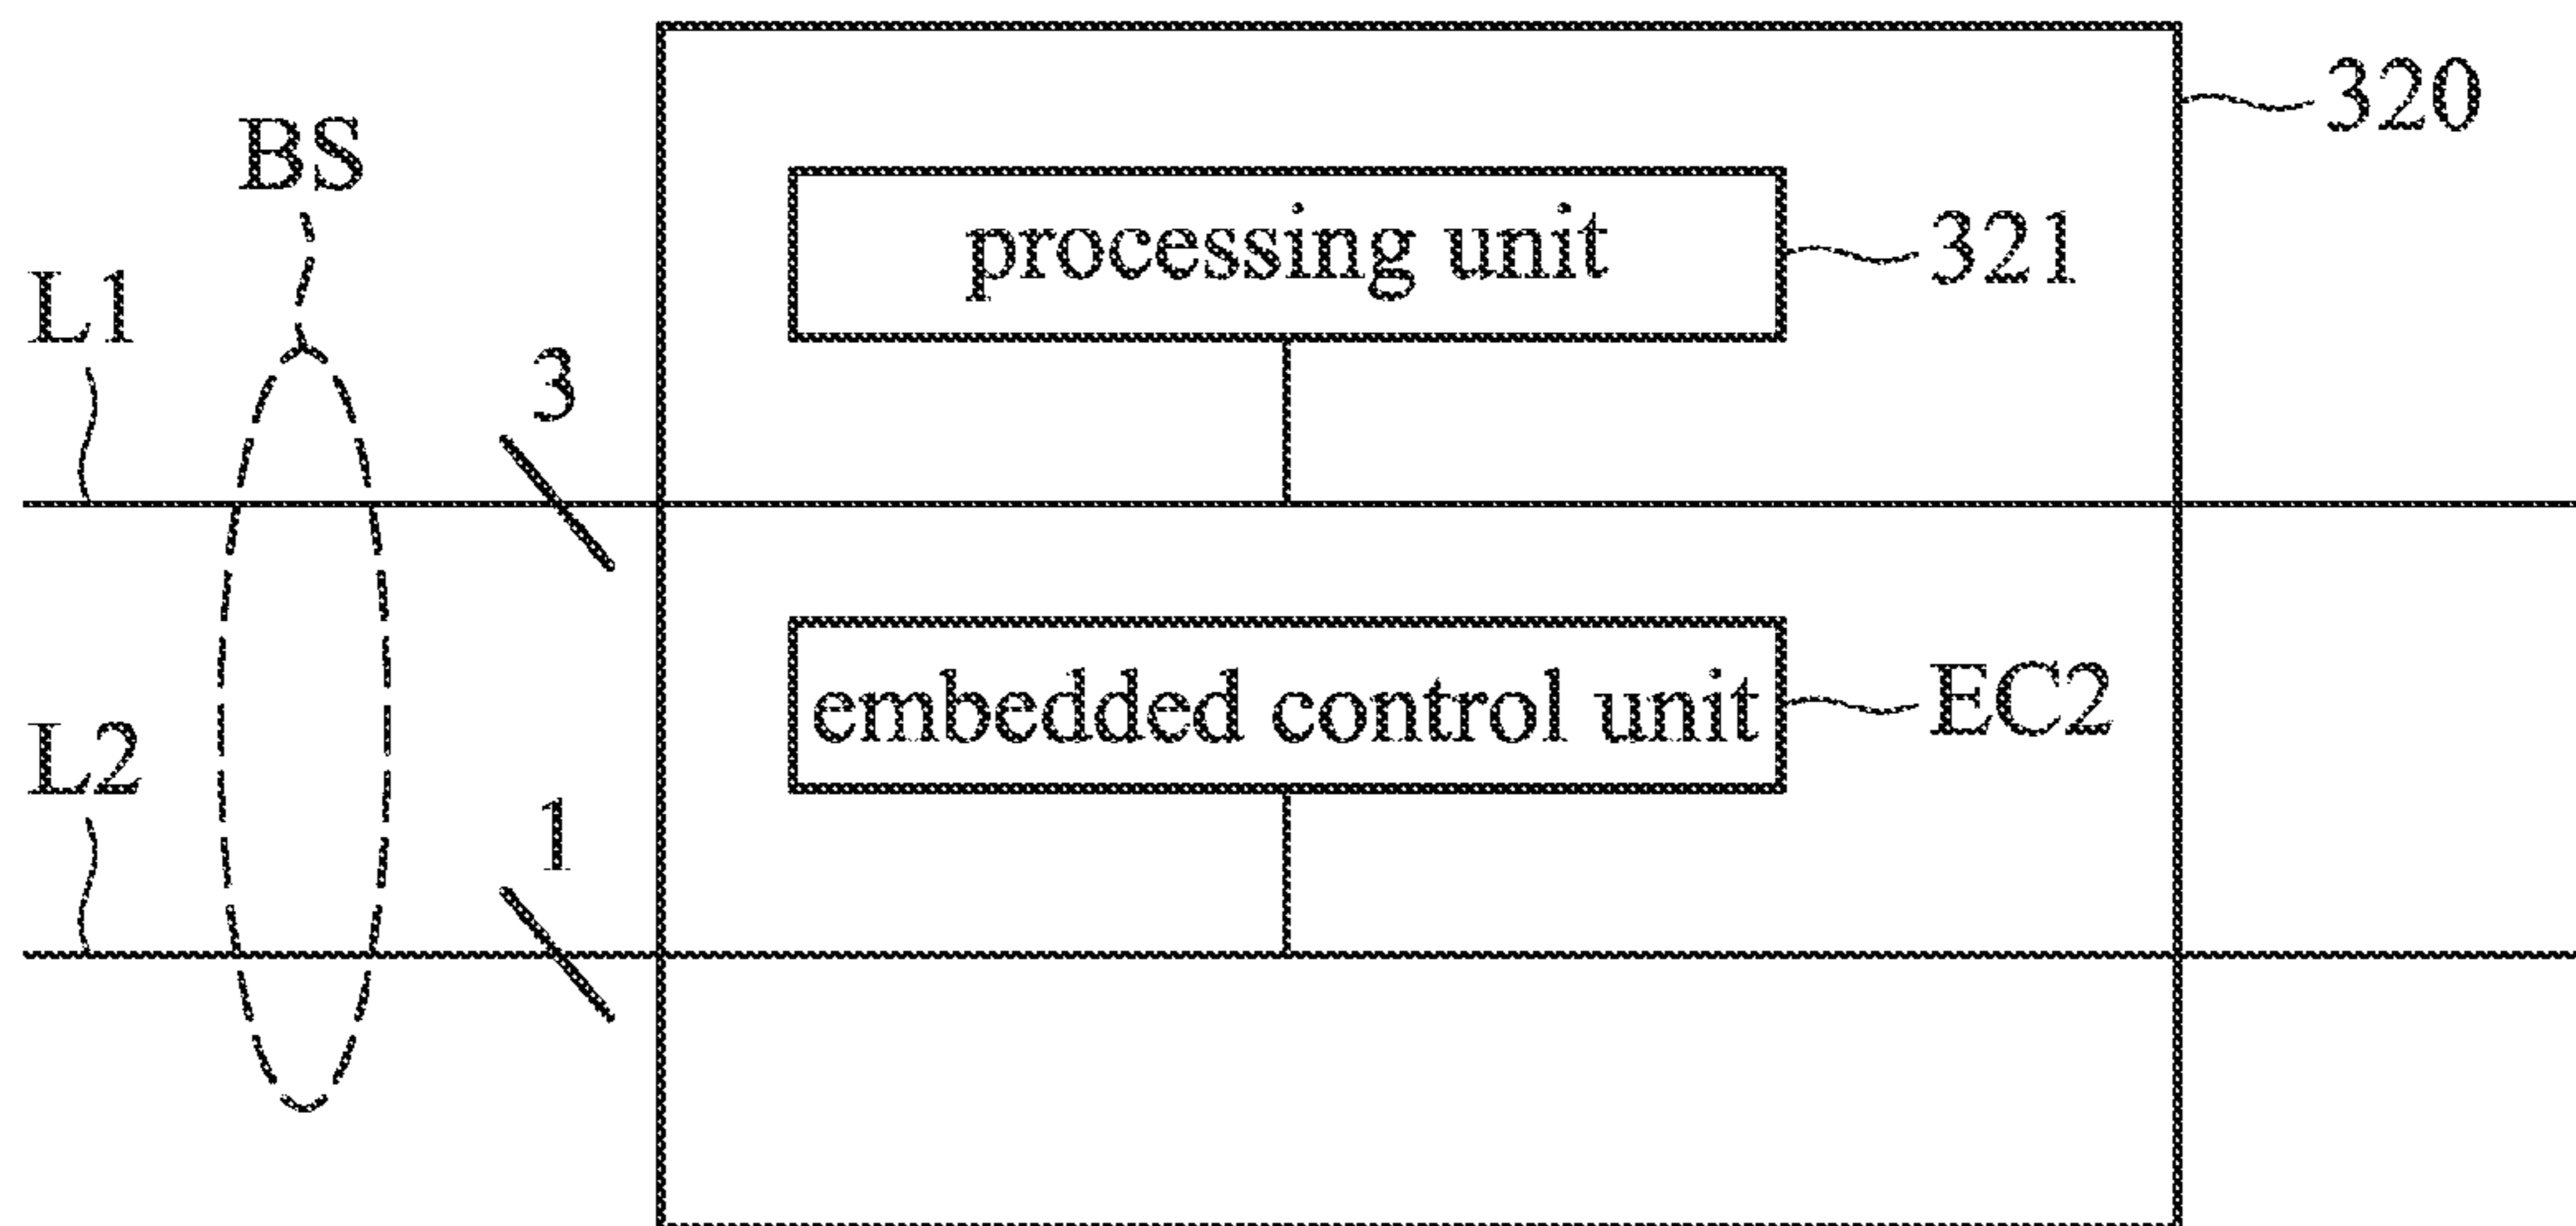 320
BS
processing unit
321
L1
3
embedded control unit
EC2
L2
1